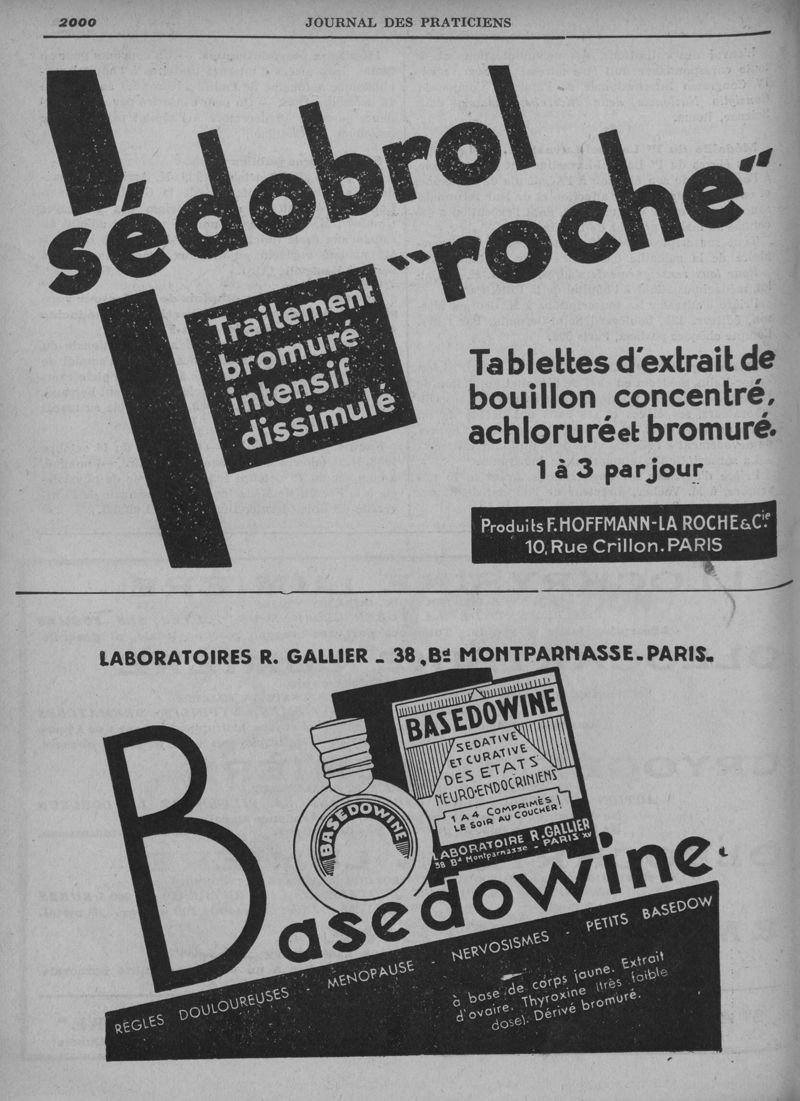 2000
JOURNAL DES PRATICIENS
sédobrol
"roche"
Traitement
bromuré
intensif
dissimulé
Tablettes d'extrait de
bouillon concentré,
achloruré et bromuré.
1 à 3 par jour
Produits F. HOFFMANN-LA ROCHE & Cie
10, Rue Crillon. PARIS
LABORATOIRES R. GALLIER - 38, Bd MONTPARNASSE - PARIS.
BASEDOWINE
SEDATIVE
ET CURATIVE
DES ETATS
NEURO-ENDOCRINIENS
1 A 4 COMPRIMÉS
LE SOIR AU COUCHER!
LABORATOIRE R. GALLIER
38 Bd Montparnasse - PARIS XV
BASEDOWINE
Basedowine
RÈGLES DOULOUREUSES - MÉNOPAUSE - NERVOSISMES - PETITS BASEDOW
à base de corps jaune. Extrait
d'ovaire. Thyroxine (très faible
dose). Dérivé bromuré.